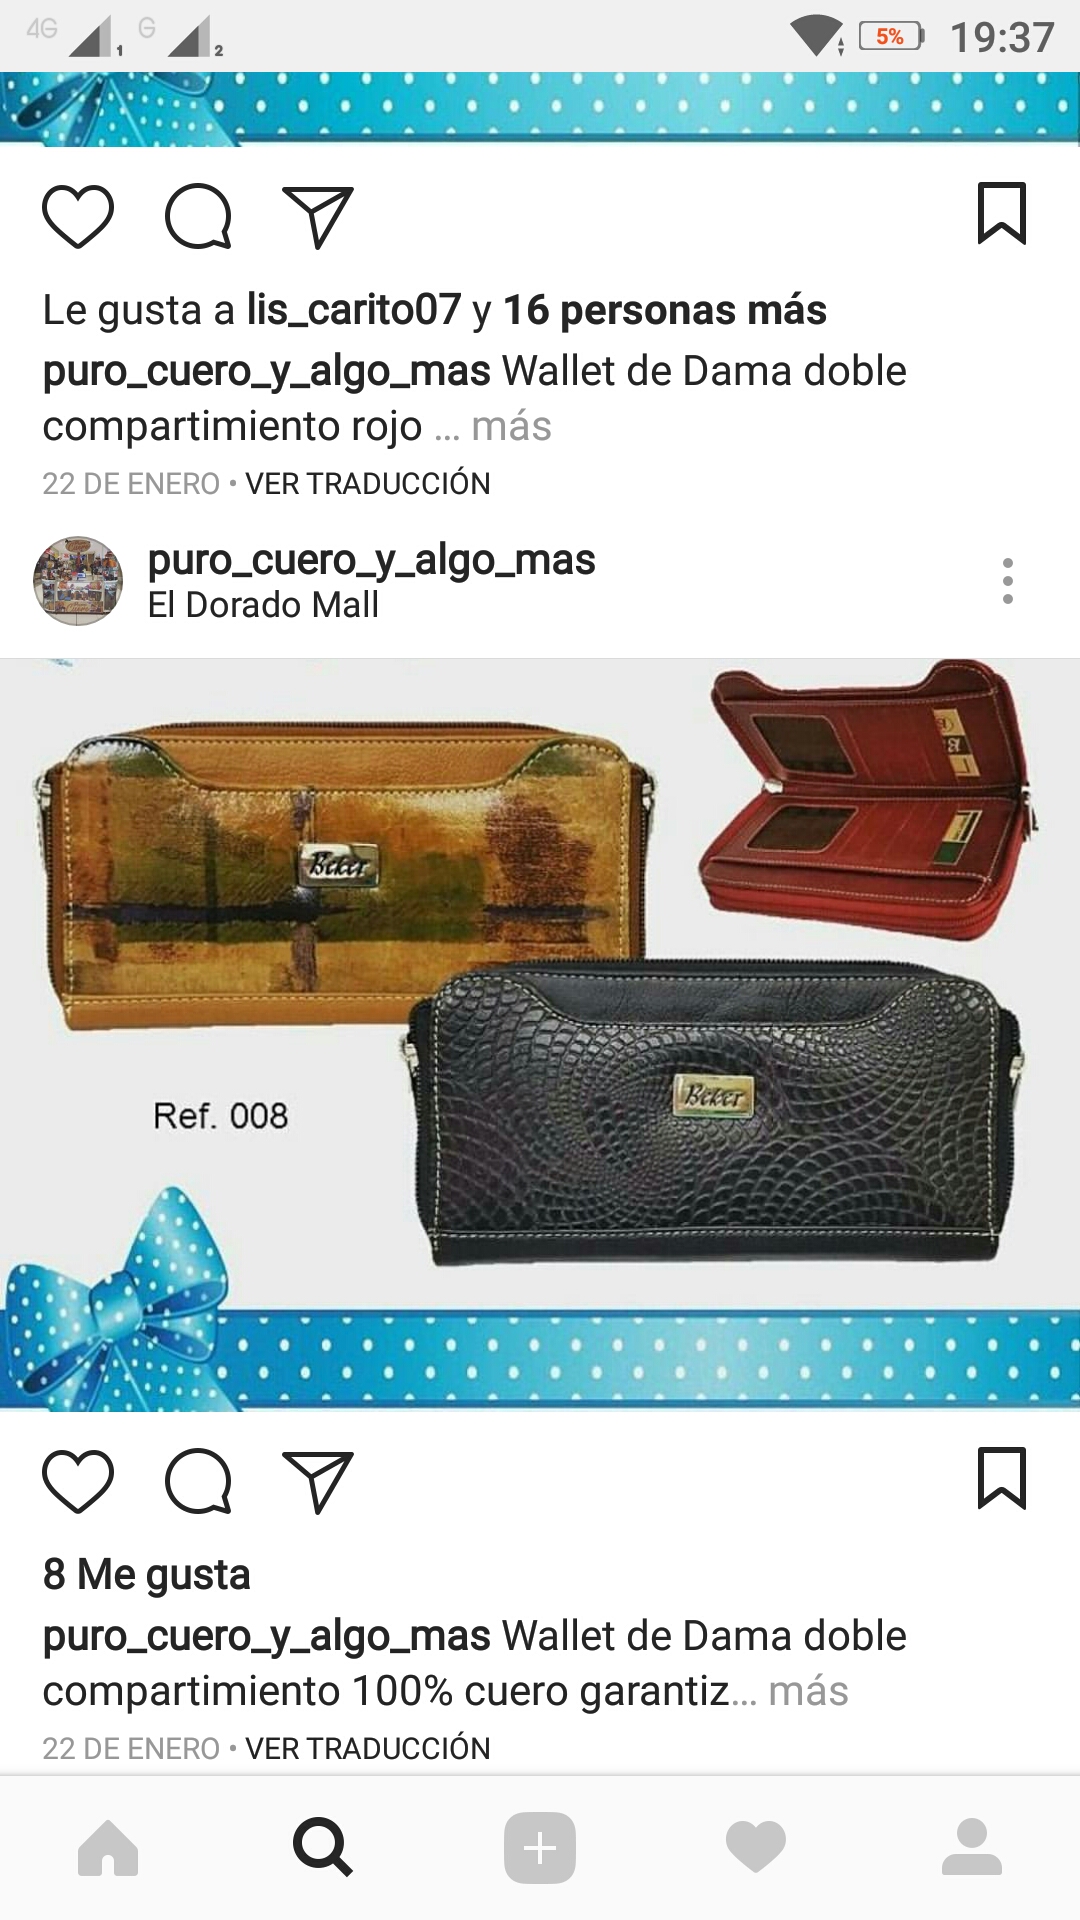 4G 1 G 2 5% 19:37
Le gusta a lis_carito07 y 16 personas más
puro_cuero_y_algo_mas Wallet de Dama doble
compartimiento rojo ... más
22 DE ENERO • VER TRADUCCIÓN
puro_cuero_y_algo_mas
El Dorado Mall
Beker
Beker
Ref. 008
8 Me gusta
puro_cuero_y_algo_mas Wallet de Dama doble
compartimiento 100% cuero garantiz... más
22 DE ENERO • VER TRADUCCIÓN